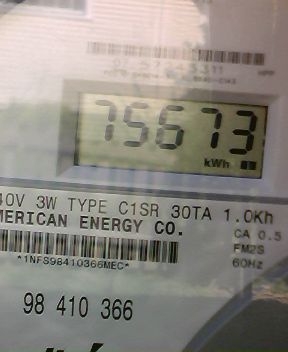 75673
kWh
40V 3W TYPE C1SR 30TA 1.0Kh
MERICAN ENERGY CO. CA 0.5
FM2S
*1NFS98410366MEC* 60Hz
98 410 366